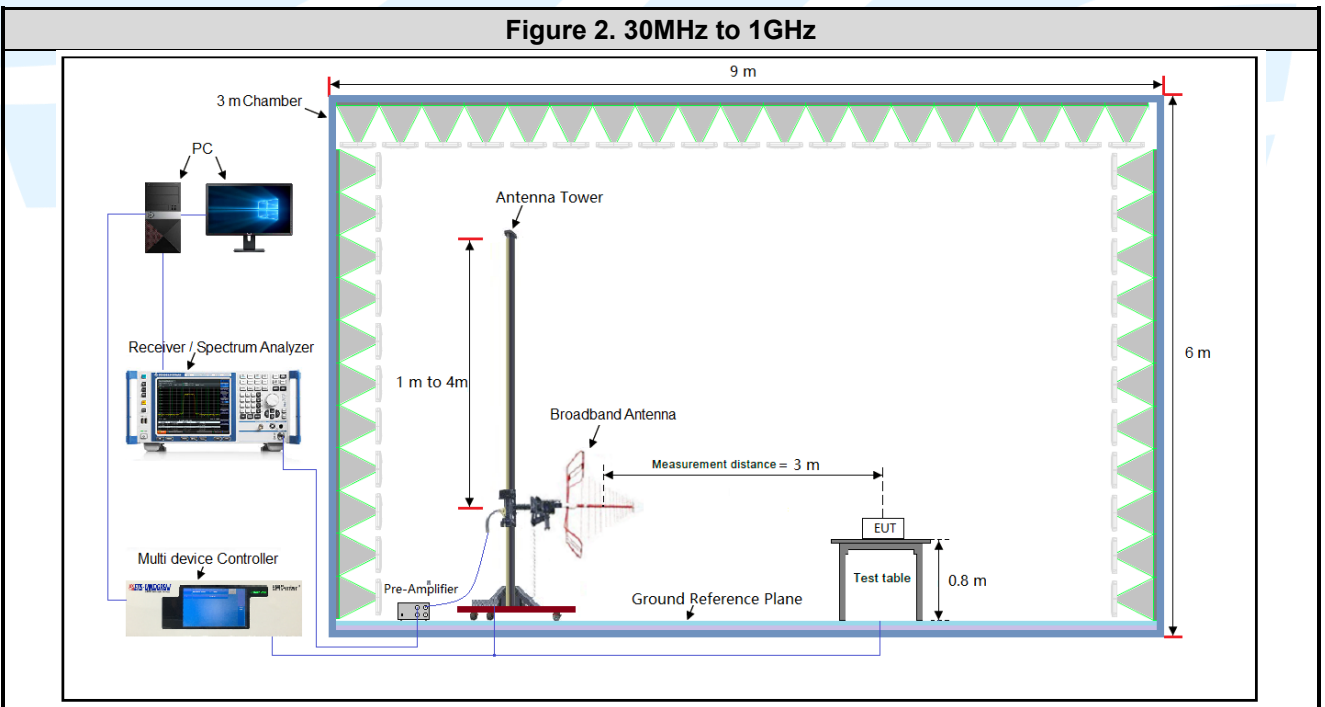 Figure 2. 30MHz to 1GHz
9 m
3 m Chamber
PC
Antenna Tower
6 m
Receiver / Spectrum Analyzer
1 m to 4m
Broadband Antenna
Measurement distance = 3 m
EUT
Multi device Controller
Pre-Amplifier
Test table
0.8 m
Ground Reference Plane